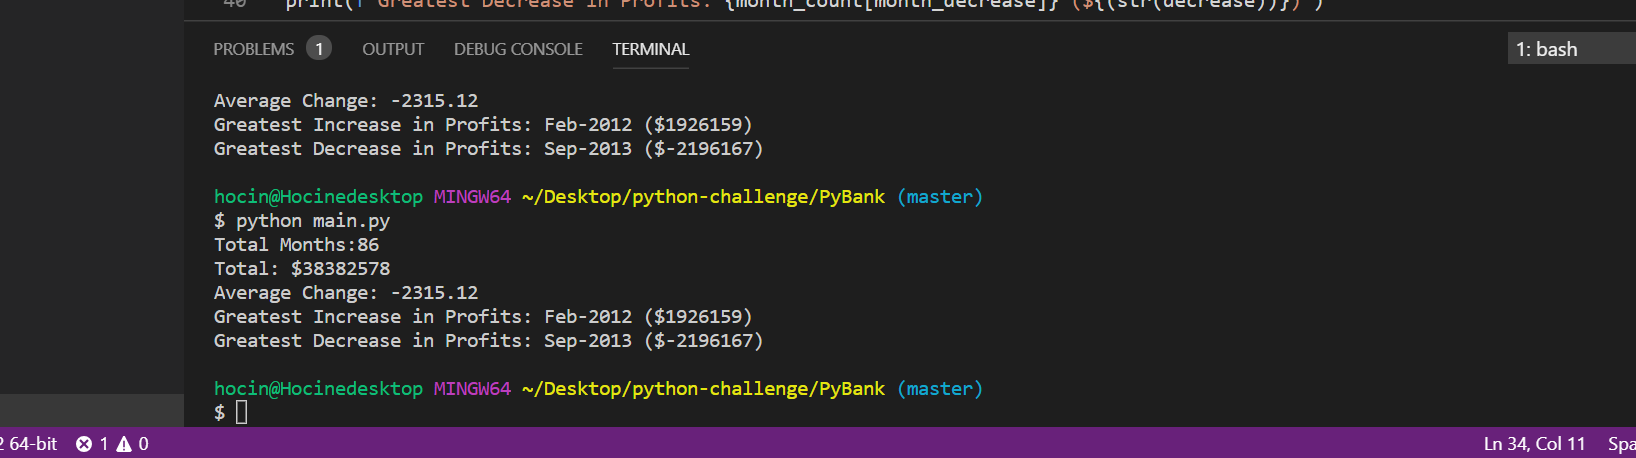 40 print(f"Greatest Decrease in Profits: {month_count[month_decrease]} (${(str(decrease))})")
PROBLEMS 1 OUTPUT DEBUG CONSOLE TERMINAL 1: bash
Average Change: -2315.12
Greatest Increase in Profits: Feb-2012 ($1926159)
Greatest Decrease in Profits: Sep-2013 ($-2196167)
hocin@Hocinedesktop MINGW64 ~/Desktop/python-challenge/PyBank (master)
$ python main.py
Total Months:86
Total: $38382578
Average Change: -2315.12
Greatest Increase in Profits: Feb-2012 ($1926159)
Greatest Decrease in Profits: Sep-2013 ($-2196167)
hocin@Hocinedesktop MINGW64 ~/Desktop/python-challenge/PyBank (master)
$
2 64-bit 1 0 Ln 34, Col 11 Spa